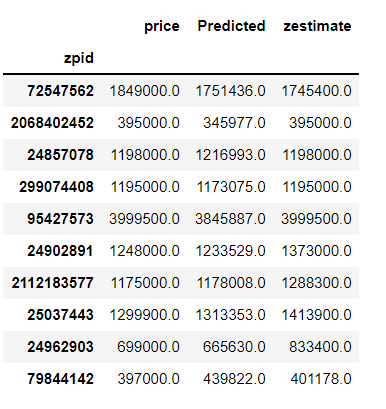 price Predicted zestimate
zpid
72547562 1849000.0 1751436.0 1745400.0
2068402452 395000.0 345977.0 395000.0
24857078 1198000.0 1216993.0 1198000.0
299074408 1195000.0 1173075.0 1195000.0
95427573 3999500.0 3845887.0 3999500.0
24902891 1248000.0 1233529.0 1373000.0
2112183577 1175000.0 1178008.0 1288300.0
25037443 1299900.0 1313353.0 1413900.0
24962903 699000.0 665630.0 833400.0
79844142 397000.0 439822.0 401178.0